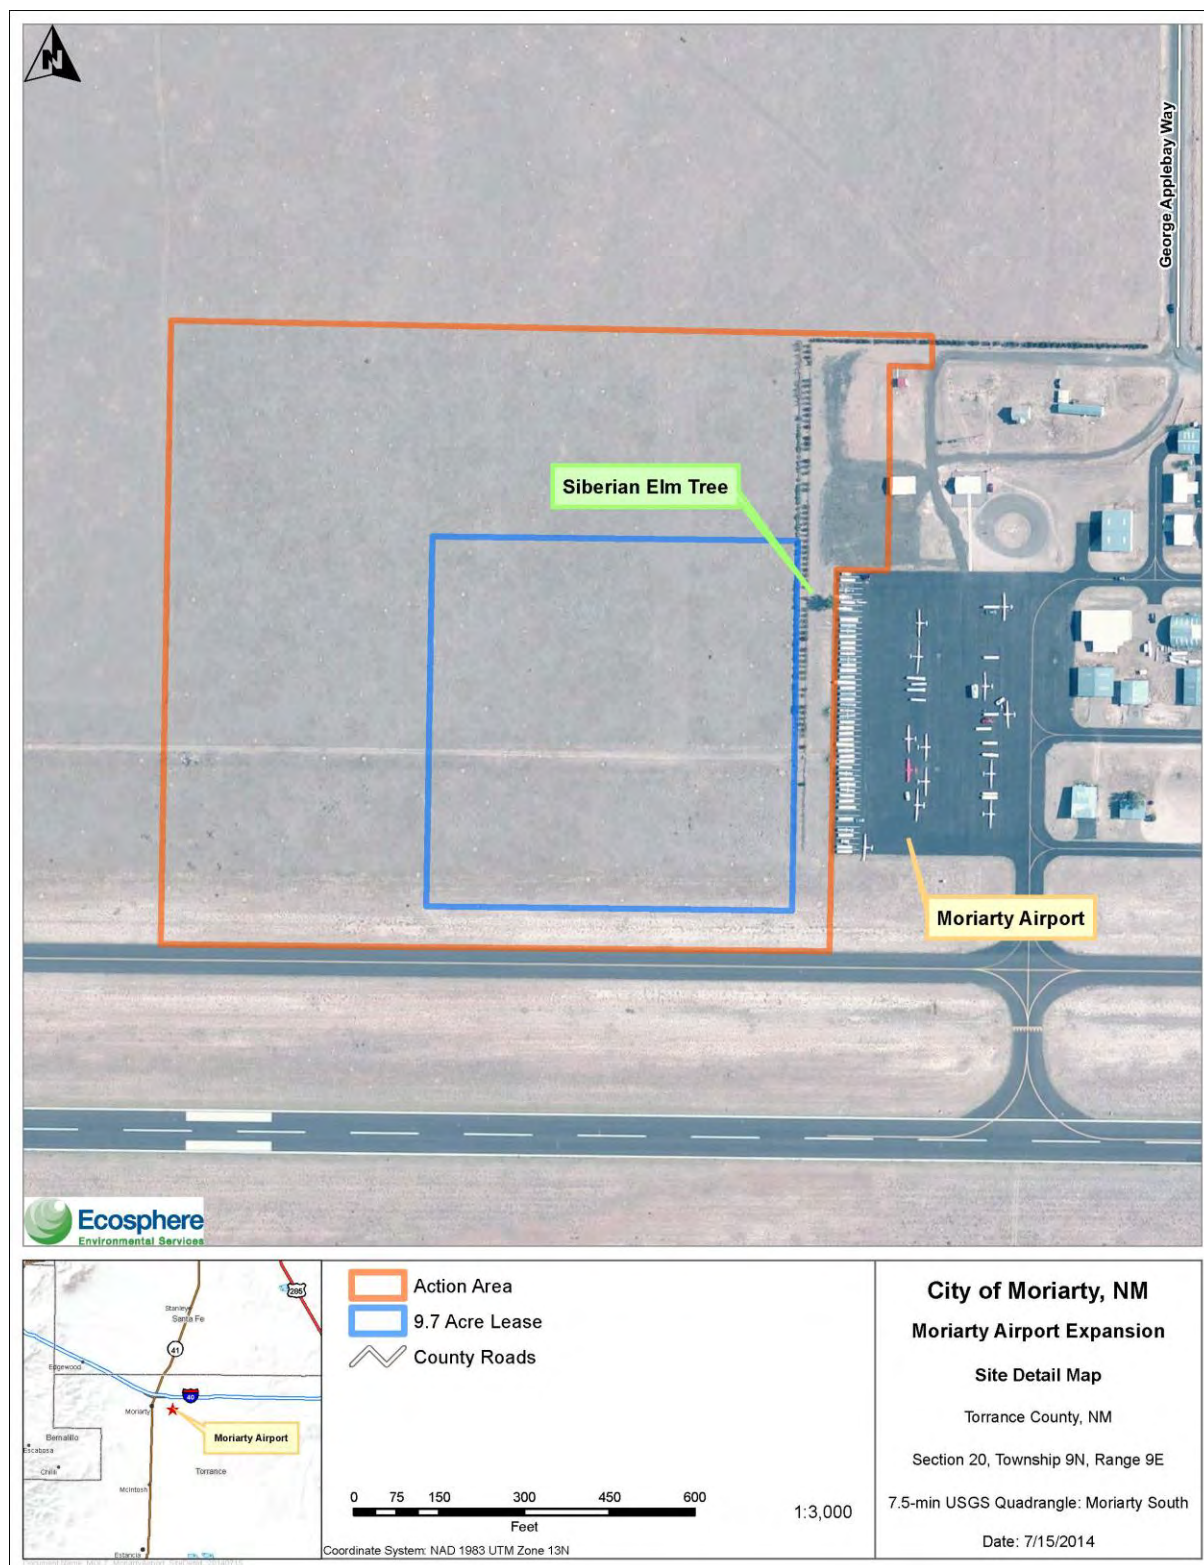 N
George Applebay Way
Siberian Elm Tree
Moriarty Airport
Ecosphere
Environmental Services
Stanley
Santa Fe
285
41
Edgewood
40
Moriarty
Moriarty Airport
Bernalillo
Escabosa
Chilili
Torrance
McIntosh
Estancia
Action Area
9.7 Acre Lease
County Roads
0 75 150 300 450 600
Feet
1:3,000
Coordinate System: NAD 1983 UTM Zone 13N
City of Moriarty, NM
Moriarty Airport Expansion
Site Detail Map
Torrance County, NM
Section 20, Township 9N, Range 9E
7.5-min USGS Quadrangle: Moriarty South
Date: 7/15/2014